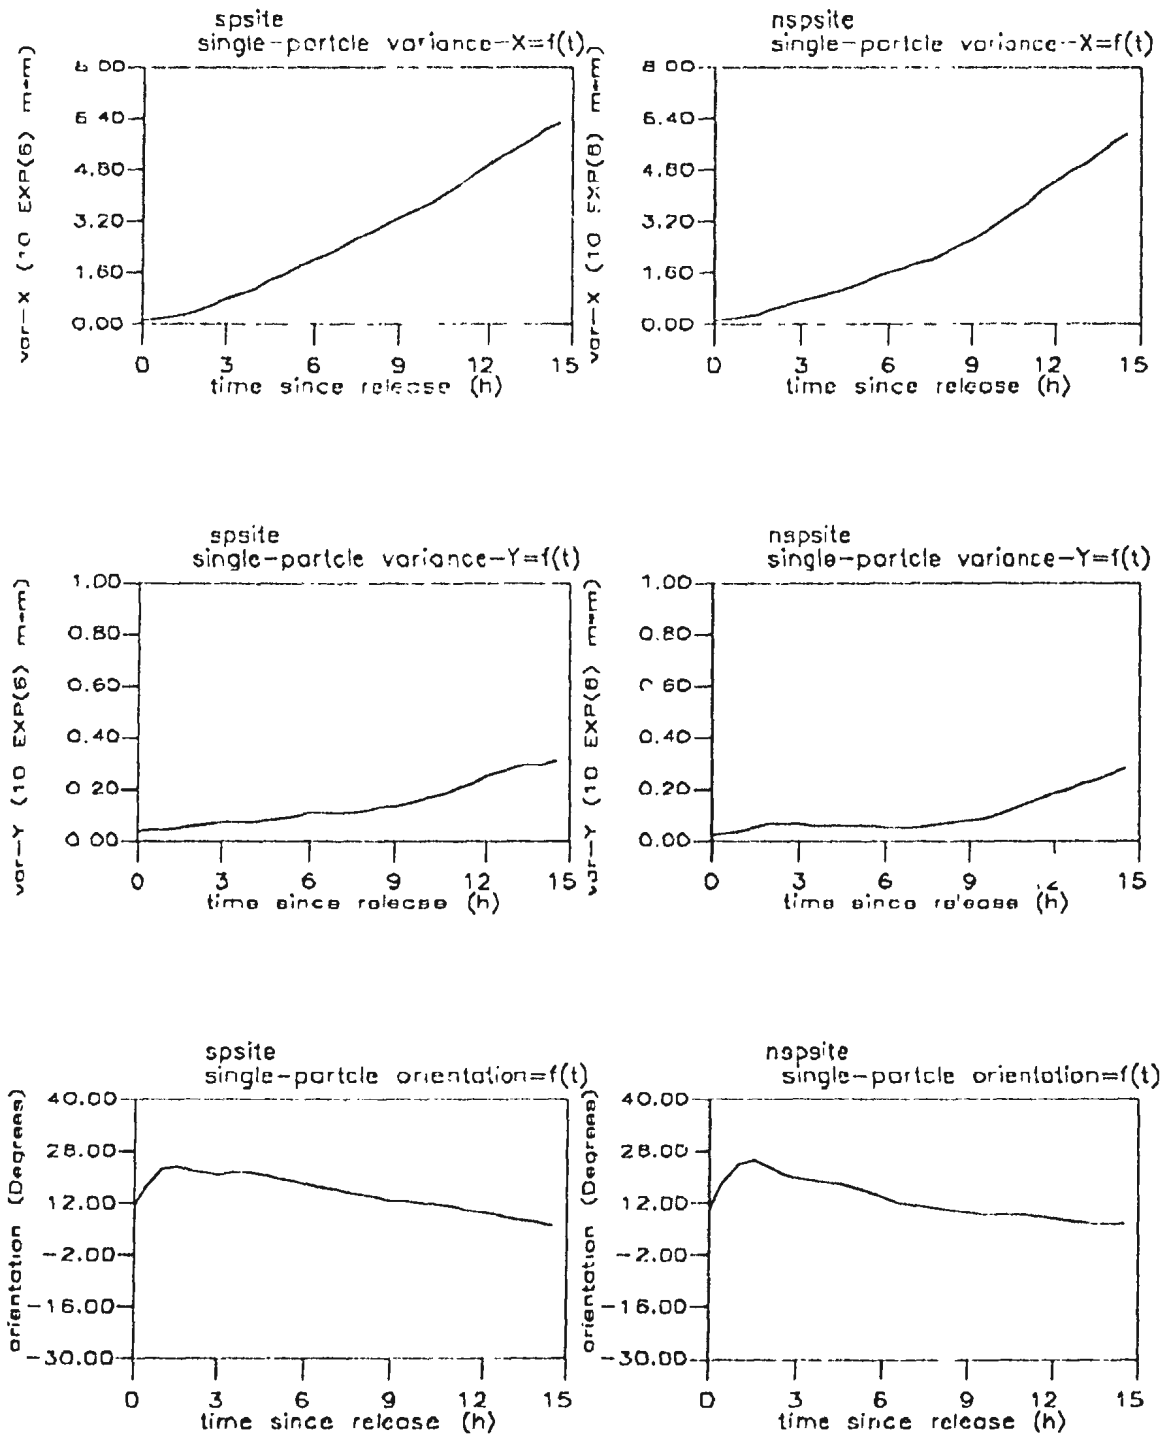 spsite
single-partcle variance-X=f(t)
var-X (10 EXP(6) m*m)
8.00
6.40
4.80
3.20
1.60
0.00
0 3 6 9 12 15
time since release (h)
nspsite
single-partcle variance-X=f(t)
var-X (10 EXP(6) m*m)
8.00
6.40
4.80
3.20
1.60
0.00
0 3 6 9 12 15
time since release (h)
spsite
single-partcle variance-Y=f(t)
var-Y (10 EXP(6) m*m)
1.00
0.80
0.60
0.40
0.20
0.00
0 3 6 9 12 15
time since release (h)
nspsite
single-partcle variance-Y=f(t)
var-Y (10 EXP(6) m*m)
1.00
0.80
0.60
0.40
0.20
0.00
0 3 6 9 12 15
time since release (h)
spsite
single-partcle orientation=f(t)
orientation (Degrees)
40.00
28.00
12.00
-2.00
-16.00
-30.00
0 3 6 9 12 15
time since release (h)
nspsite
single-partcle orientation=f(t)
orientation (Degrees)
40.00
28.00
12.00
-2.00
-16.00
-30.00
0 3 6 9 12 15
time since release (h)